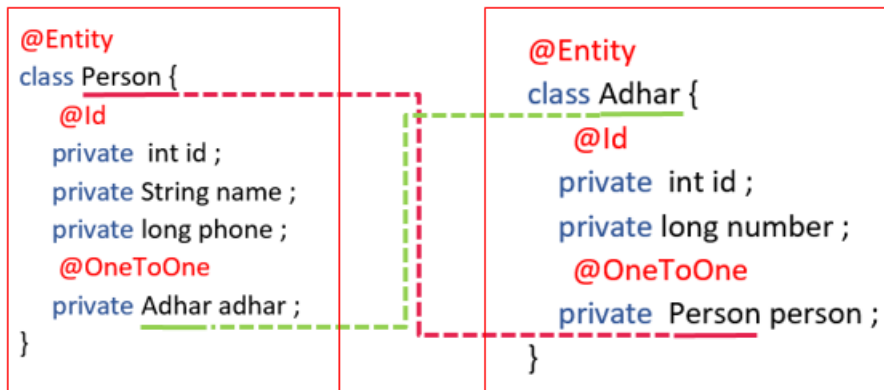 @Entity
class Person {
@Id
private int id ;
private String name ;
private long phone ;
@OneToOne
private Adhar adhar ;
}
@Entity
class Adhar {
@Id
private int id ;
private long number ;
@OneToOne
private Person person ;
}